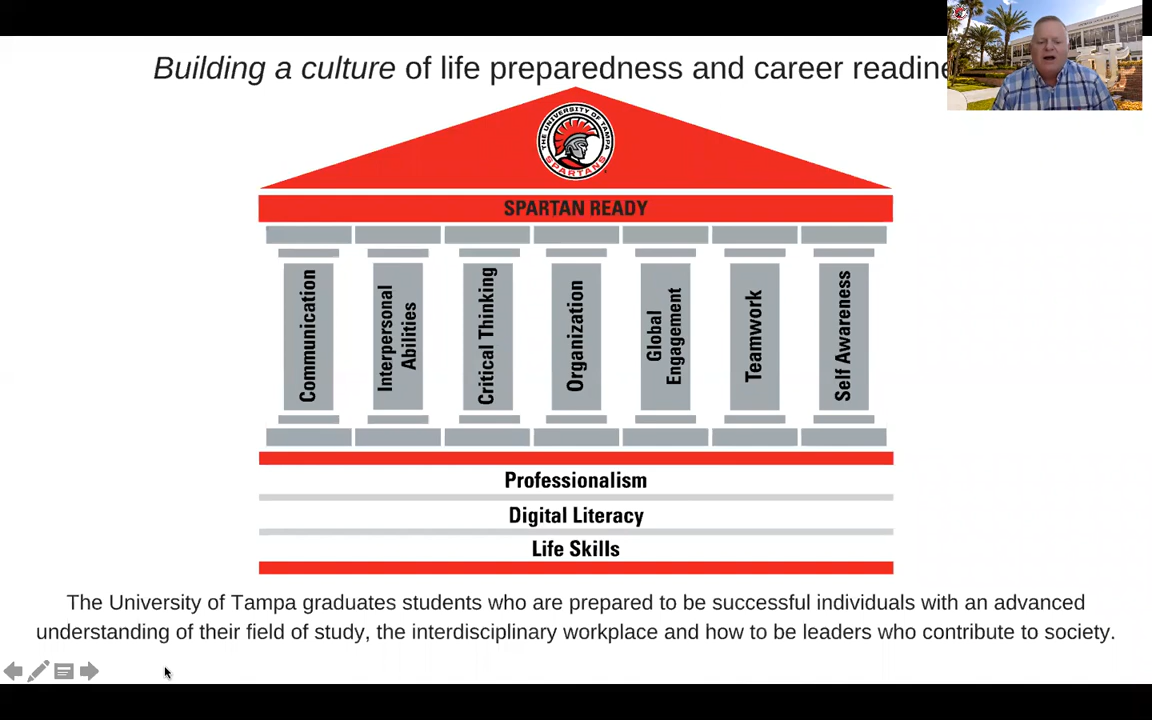 Building a culture of life preparedness and career
THE UNIVERSITY OF TAMPA
SPARTANS
SPARTAN READY
Communication
Interpersonal
Abilities
Critical Thinking
Organization
Global
Engagement
Teamwork
Self Awareness
Professionalism
Digital Literacy
Life Skills
The University of Tampa graduates students who are prepared to be successful individuals with an advanced
understanding of their field of study, the interdisciplinary workplace and how to be leaders who contribute to society.